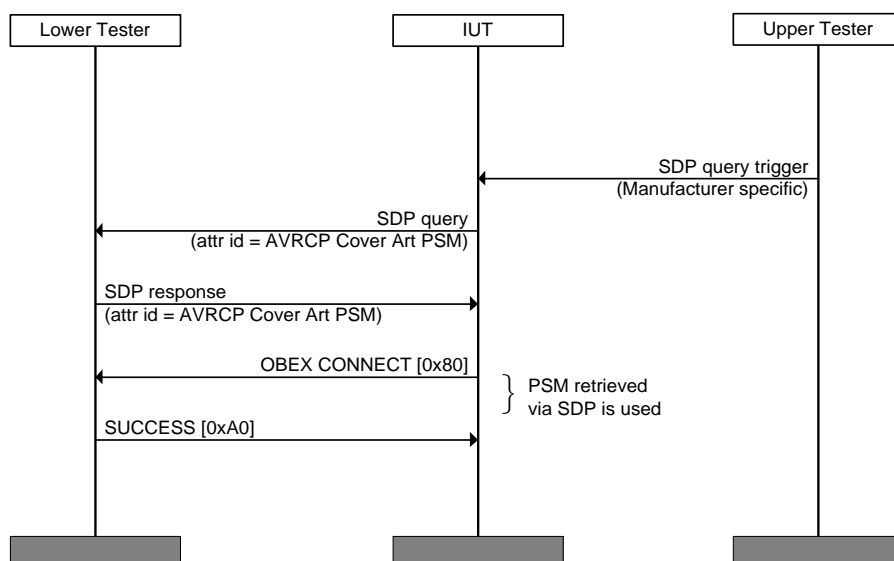 Lower Tester
IUT
Upper Tester
SDP query trigger
(Manufacturer specific)
SDP query
(attr id = AVRCP Cover Art PSM)
SDP response
(attr id = AVRCP Cover Art PSM)
OBEX CONNECT [0x80]
PSM retrieved
via SDP is used
SUCCESS [0xA0]